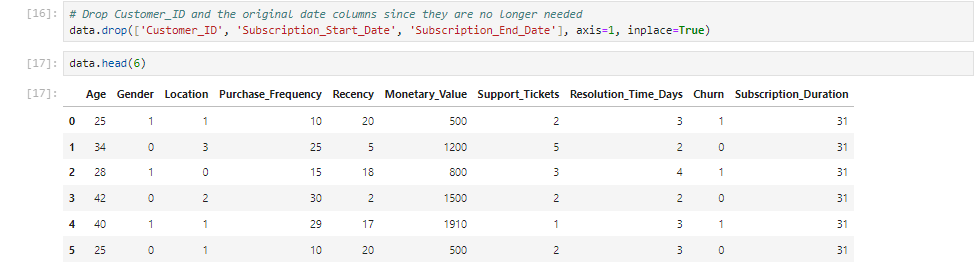 [16]: # Drop Customer_ID and the original date columns since they are no longer needed
data.drop(['Customer_ID', 'Subscription_Start_Date', 'Subscription_End_Date'], axis=1, inplace=True)
[17]: data.head(6)
[17]: Age Gender Location Purchase_Frequency Recency Monetary_Value Support_Tickets Resolution_Time_Days Churn Subscription_Duration
0 25 1 1 10 20 500 2 3 1 31
1 34 0 3 25 5 1200 5 2 0 31
2 28 1 0 15 18 800 3 4 1 31
3 42 0 2 30 2 1500 2 2 0 31
4 40 1 1 29 17 1910 1 3 1 31
5 25 0 1 10 20 500 2 3 0 31